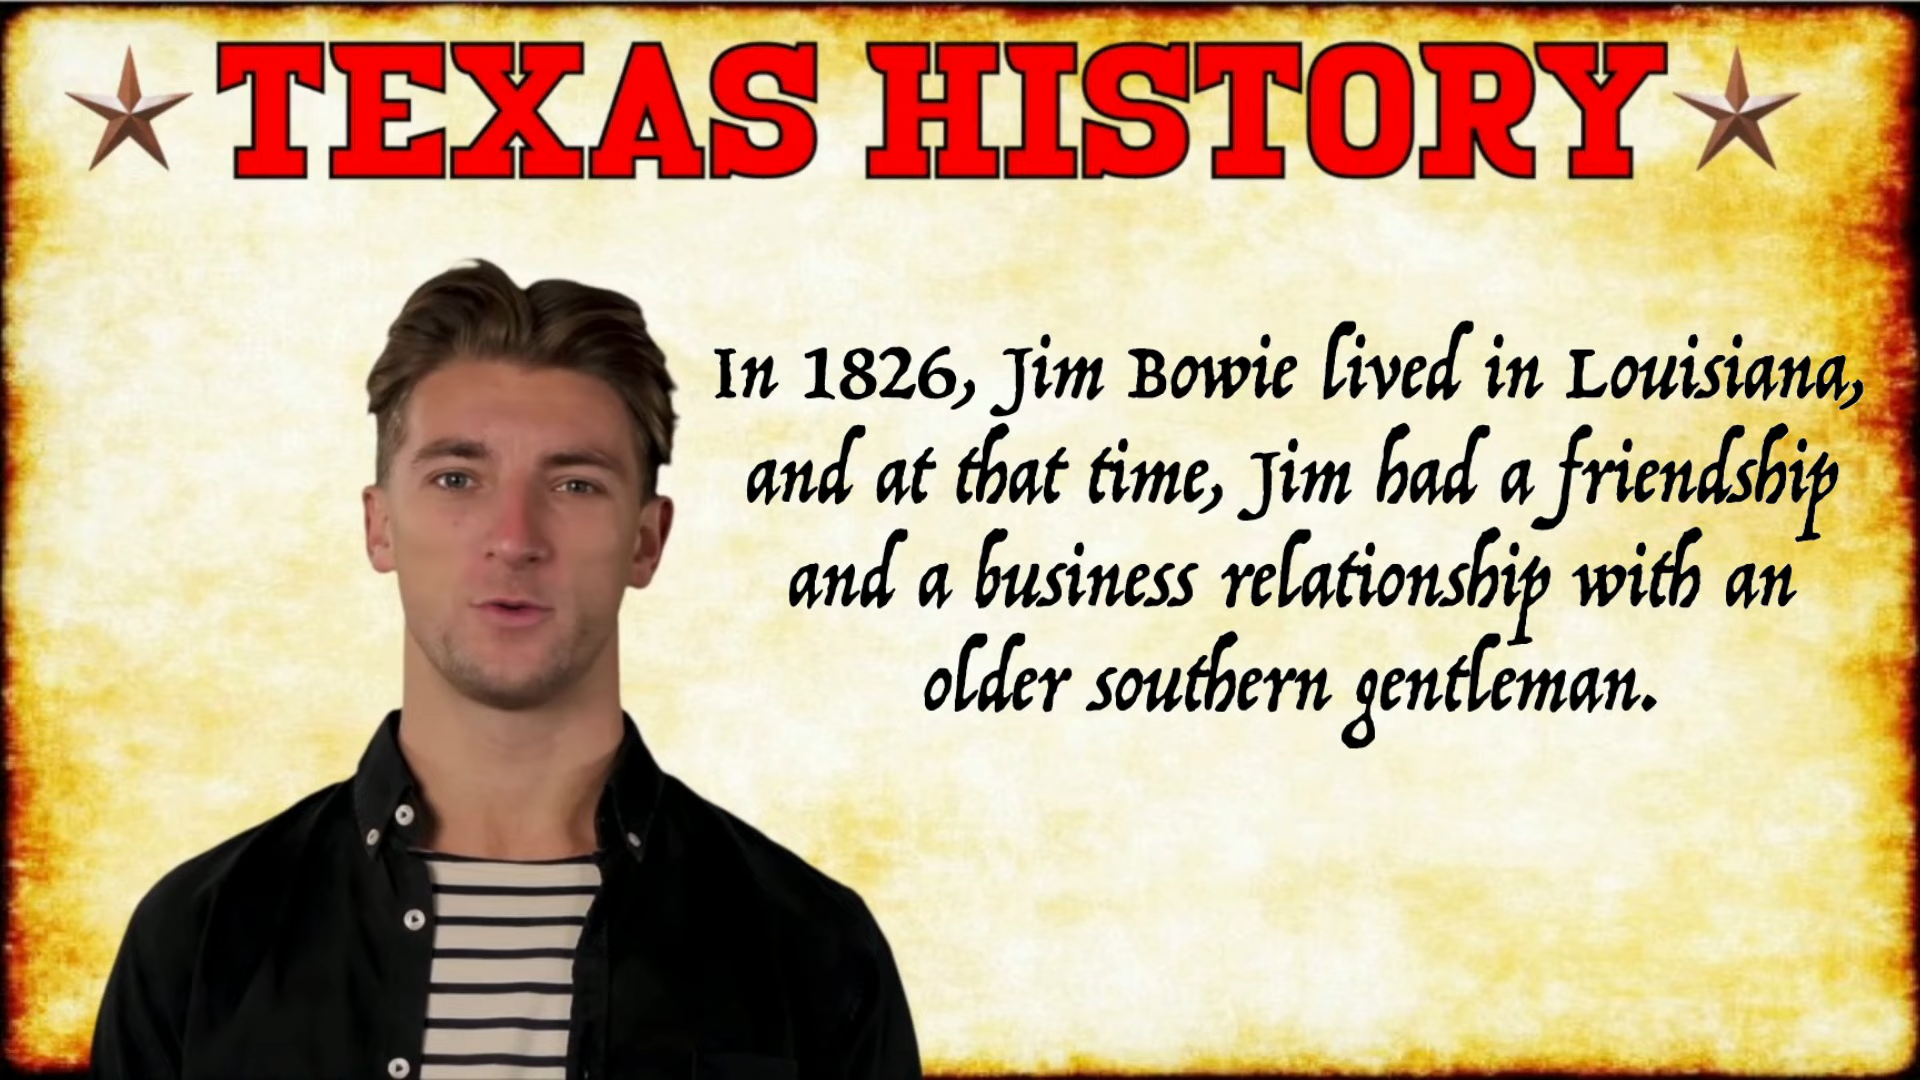 TEXAS HISTORY
In 1826, Jim Bowie lived in Louisiana,
and at that time, Jim had a friendship
and a business relationship with an
older southern gentleman.